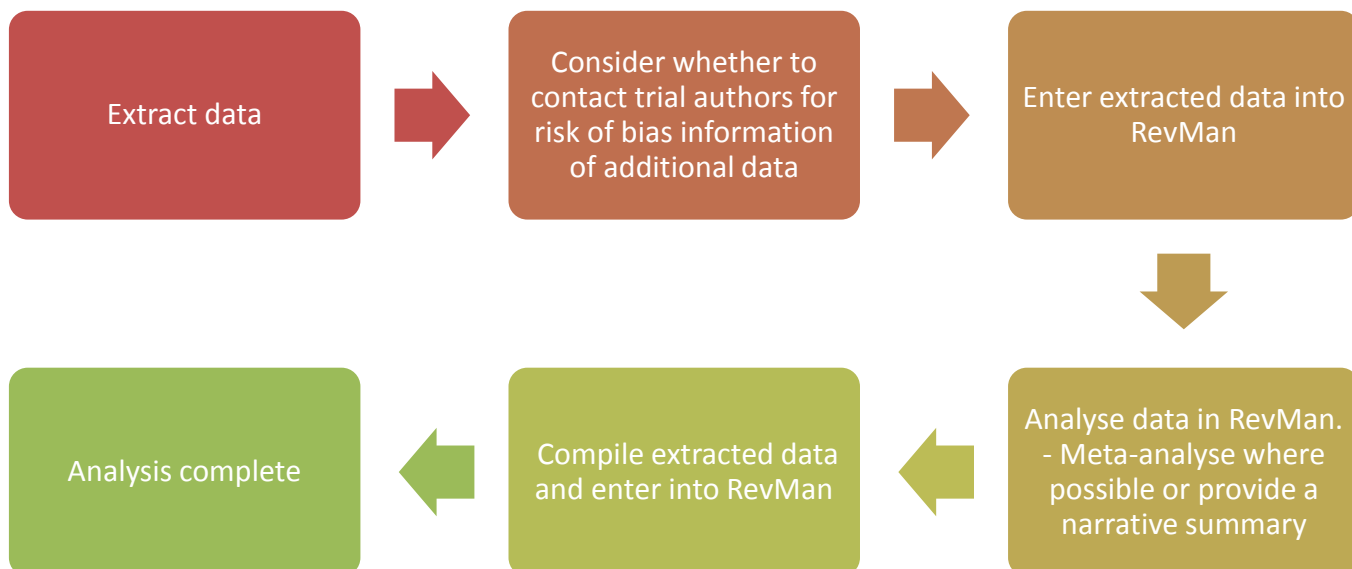 Extract data
Consider whether to
contact trial authors for
risk of bias information
of additional data
Enter extracted data into
RevMan
Analyse data in RevMan.
- Meta-analyse where
possible or provide a
narrative summary
Compile extracted data
and enter into RevMan
Analysis complete